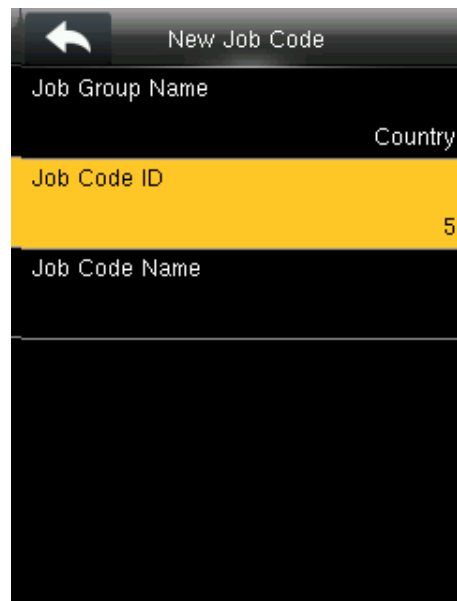 New Job Code
Job Group Name
Country
Job Code ID
5
Job Code Name